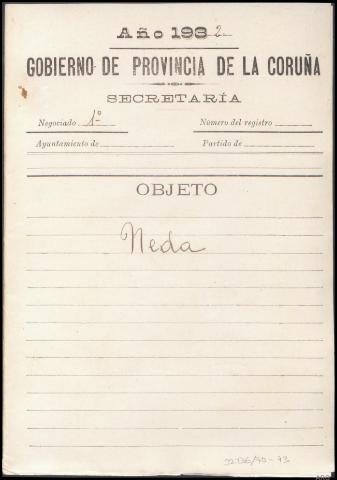 Año 1932
GOBIERNO DE PROVINCIA DE LA CORUÑA
SECRETARÍA
Negociado 1º Numero del registro
Ayuntamiento de Partido de
OBJETO
Neda